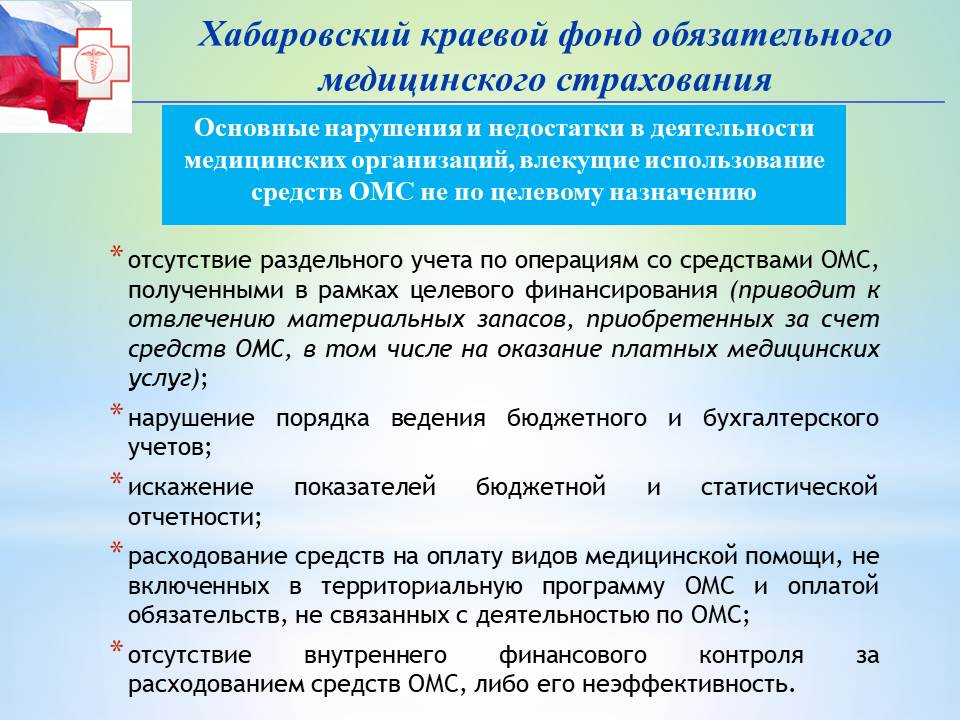 Хабаровский краевой фонд обязательного
медицинского страхования
Основные нарушения и недостатки в деятельности
медицинских организаций, влекущие использование
средств ОМС не по целевому назначению
* отсутствие раздельного учета по операциям со средствами ОМС,
полученными в рамках целевого финансирования (приводит к
отвлечению материальных запасов, приобретенных за счет
средств ОМС, в том числе на оказание платных медицинских
услуг);
* нарушение порядка ведения бюджетного и бухгалтерского
учетов;
* искажение показателей бюджетной и статистической
отчетности;
* расходование средств на оплату видов медицинской помощи, не
включенных в территориальную программу ОМС и оплатой
обязательств, не связанных с деятельностью по ОМС;
* отсутствие внутреннего финансового контроля за
расходованием средств ОМС, либо его неэффективность.